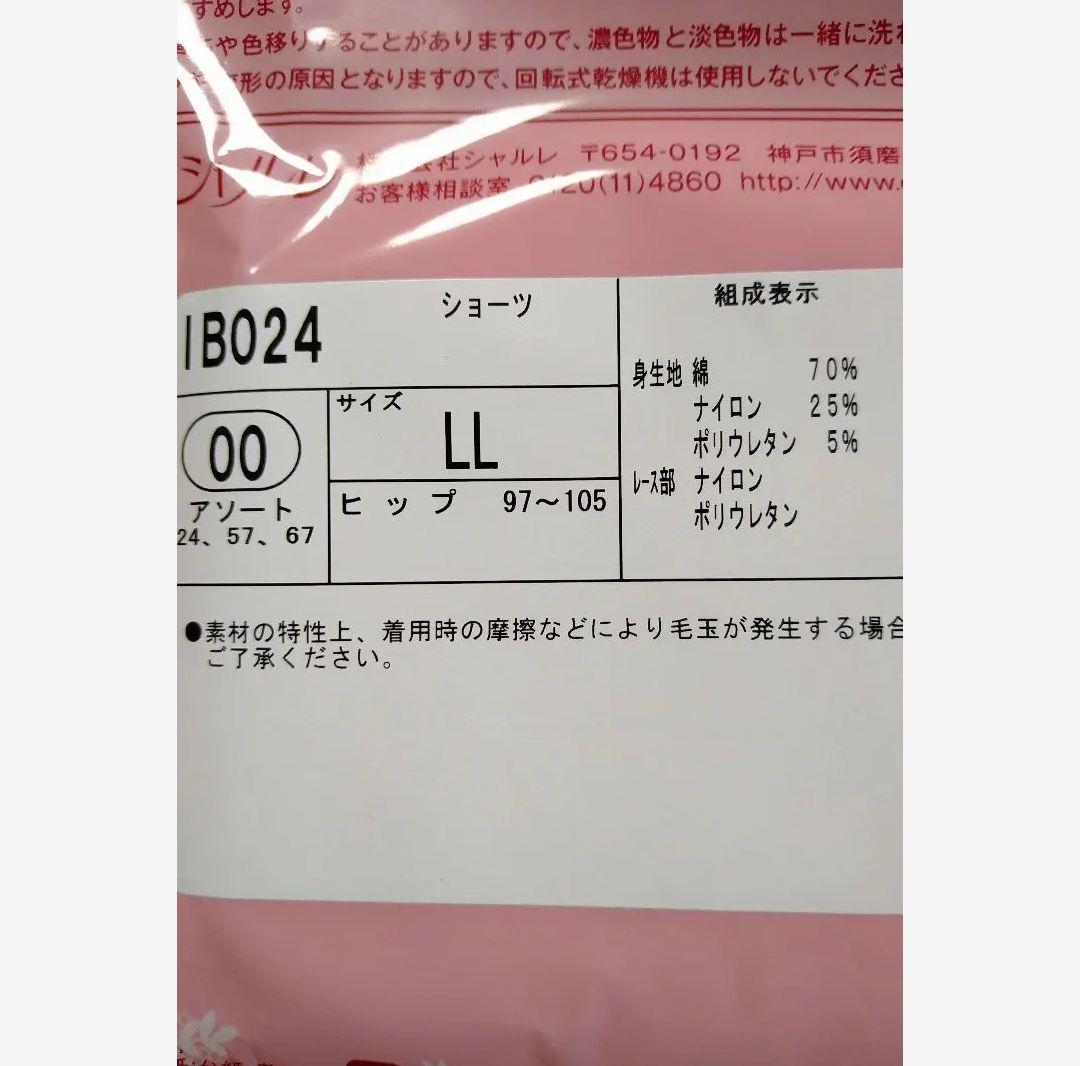 すめします。
や色移りすることがありますので、濃色物と淡色物は一緒に洗わ
形の原因となりますので、回転式乾燥機は使用しないでくださ
シャルレ 株式会社シャルレ 〒654-0192 神戸市須磨
お客様相談室 0120(11)4860 http://www.
IB024
ショーツ
00
アソート
24、57、67
サイズ
LL
ヒップ 97～105
組成表示
身生地 綿 70%
ナイロン 25%
ポリウレタン 5%
レース部 ナイロン
ポリウレタン
●素材の特性上、着用時の摩擦などにより毛玉が発生する場合
ご了承ください。